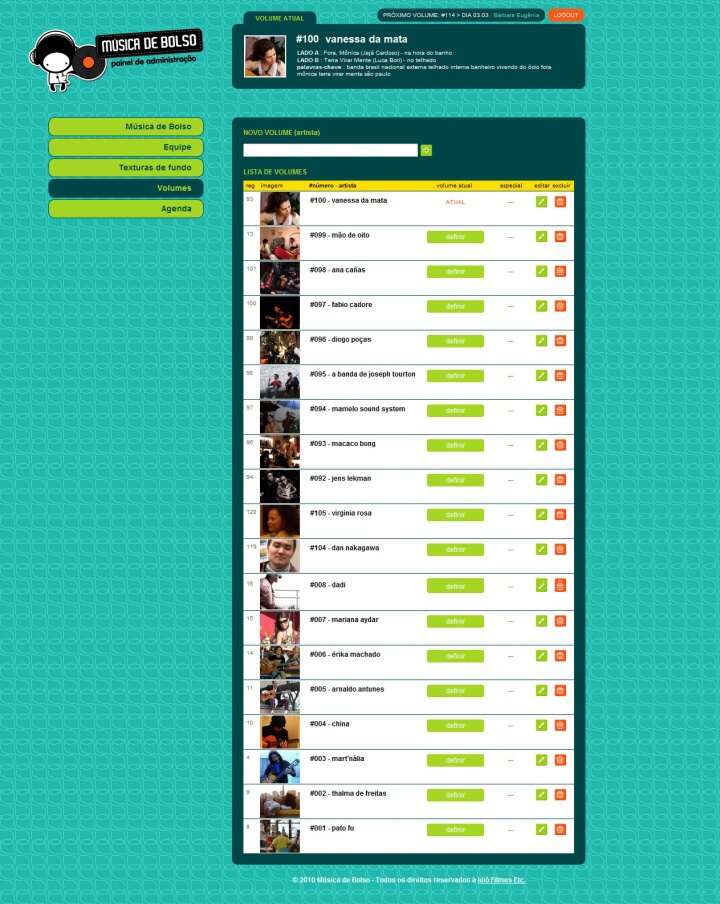 VOLUME ATUAL
PRÓXIMO VOLUME: #114 > DIA 03.03 : Bárbara Eugênia
LOGOUT
MÚSICA DE BOLSO
painel de administração
#100 vanessa da mata
LADO A : Fora, Mônica (Jajá Cardoso) - na hora do banho
LADO B : Terra Virar Mente (Luca Bori) - no telhado
palavras-chave : banda brasil nacional externa telhado interna banheiro vivendo do ócio fora
mônica terra virar mente são paulo
Música de Bolso
Equipe
Texturas de fundo
Volumes
Agenda
NOVO VOLUME (artista)
LISTA DE VOLUMES
reg imagem #número - artista volume atual especial editar excluir
93 #100 - vanessa da mata ATUAL —
13 #099 - mão de oito definir —
101 #098 - ana cañas definir —
100 #097 - fabio cadore definir —
99 #096 - diogo poças definir —
98 #095 - a banda de joseph tourton definir —
97 #094 - mamelo sound system definir —
96 #093 - macaco bong definir —
94 #092 - jens lekman definir —
128 #105 - virginia rosa definir —
119 #104 - dan nakagawa definir —
16 #008 - dadi definir —
15 #007 - mariana aydar definir —
14 #006 - érika machado definir —
11 #005 - arnaldo antunes definir —
10 #004 - china definir —
4 #003 - mart'nália definir —
9 #002 - thalma de freitas definir —
8 #001 - pato fu definir —
© 2010 Música de Bolso - Todos os direitos reservados à Ioiô Filmes Etc.